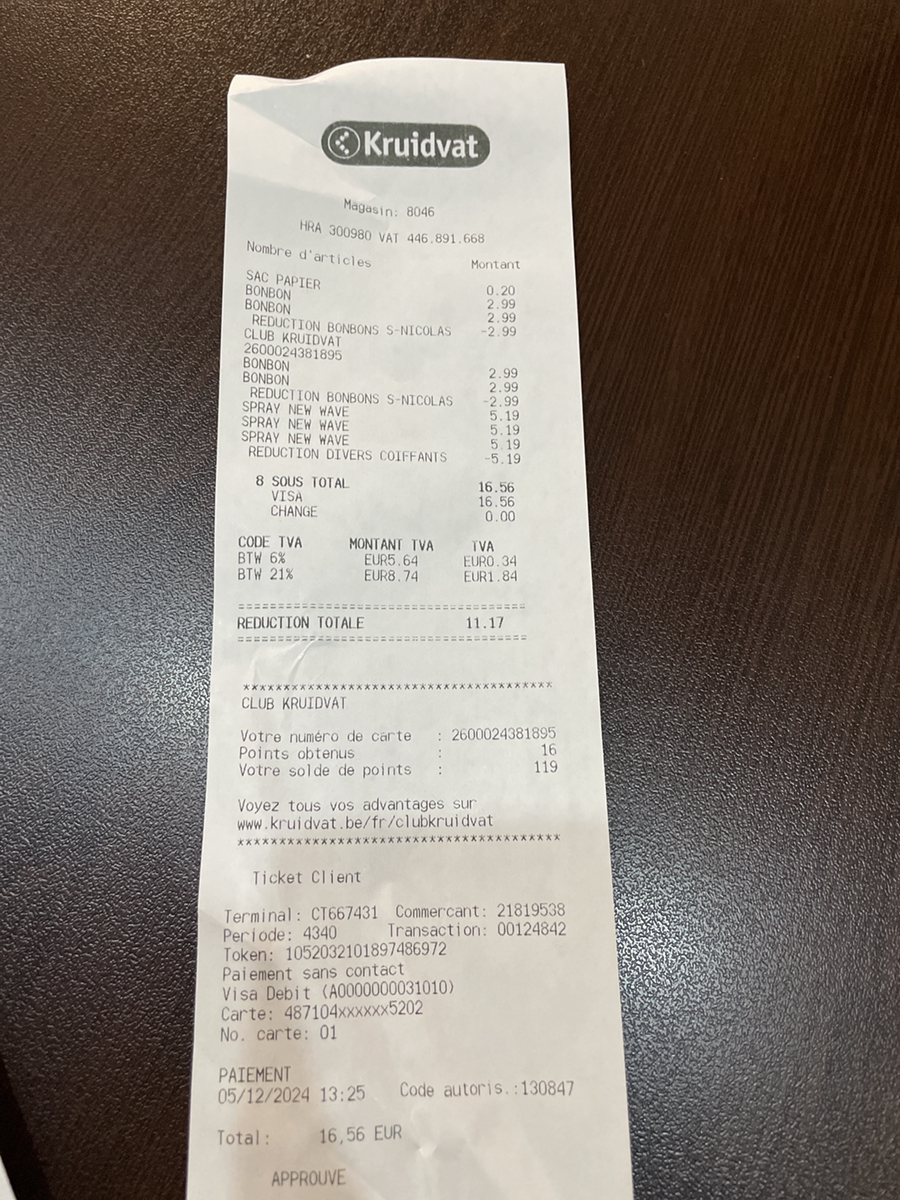 Kruidvat
Magasin: 8046
HRA 300980 VAT 446.891.668
Nombre d'articles Montant
SAC PAPIER 0.20
BONBON 2.99
BONBON 2.99
REDUCTION BONBONS S-NICOLAS -2.99
CLUB KRUIDVAT
2600024381895
BONBON 2.99
BONBON 2.99
REDUCTION BONBONS S-NICOLAS -2.99
SPRAY NEW WAVE 5.19
SPRAY NEW WAVE 5.19
SPRAY NEW WAVE 5.19
REDUCTION DIVERS COIFFANTS -5.19
8 SOUS TOTAL 16.56
VISA 16.56
CHANGE 0.00
CODE TVA MONTANT TVA TVA
BTW 6% EUR5.64 EUR0.34
BTW 21% EUR8.74 EUR1.84
====================================
REDUCTION TOTALE 11.17
====================================
***************************************
CLUB KRUIDVAT
Votre numéro de carte : 2600024381895
Points obtenus : 16
Votre solde de points : 119
Voyez tous vos advantages sur
www.kruidvat.be/fr/clubkruidvat
***************************************
Ticket Client
Terminal: CT667431 Commercant: 21819538
Periode: 4340 Transaction: 00124842
Token: 1052032101897486972
Paiement sans contact
Visa Debit (A0000000031010)
Carte: 487104xxxxxx5202
No. carte: 01
PAIEMENT
05/12/2024 13:25 Code autoris.:130847
Total: 16,56 EUR
APPROUVE